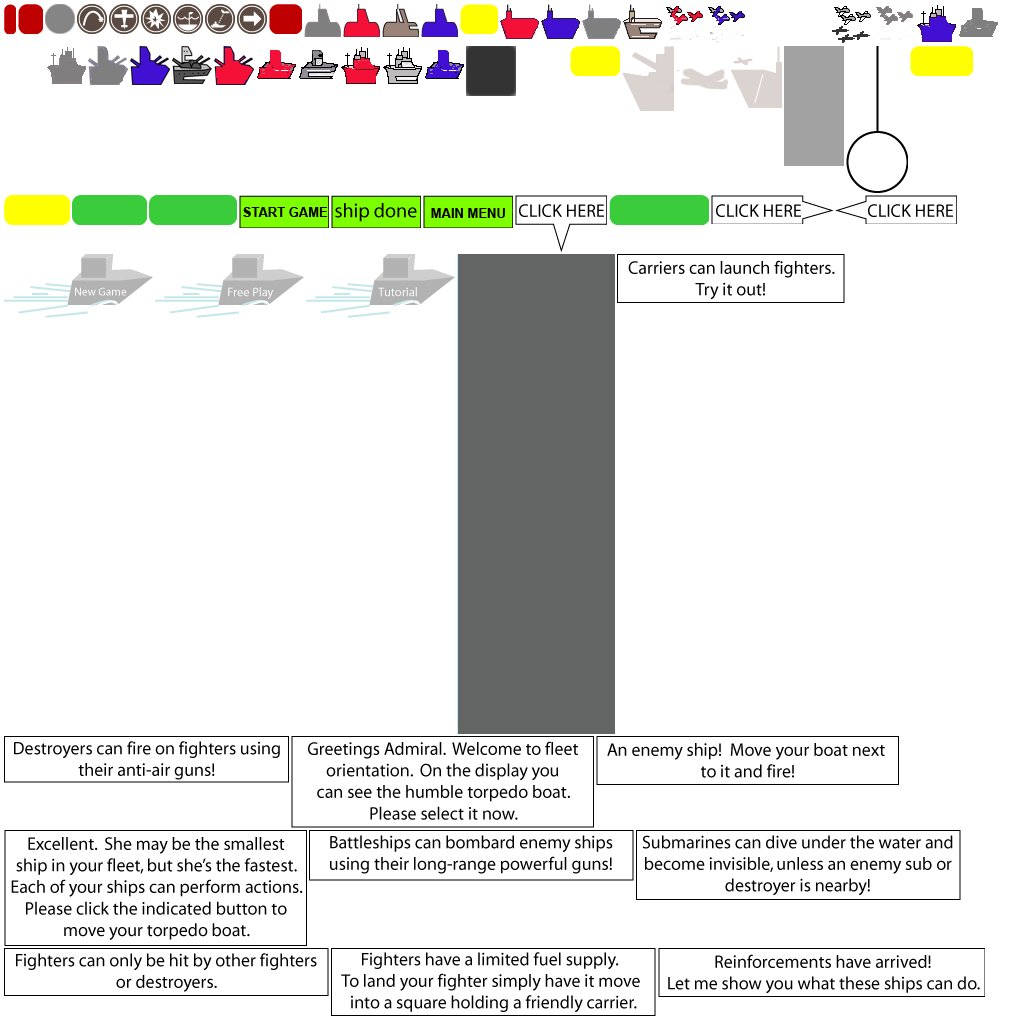 START GAME
ship done
MAIN MENU
CLICK HERE
CLICK HERE
CLICK HERE
New Game
Free Play
Tutorial
Carriers can launch fighters.
Try it out!
Destroyers can fire on fighters using
their anti-air guns!
Greetings Admiral. Welcome to fleet
orientation. On the display you
can see the humble torpedo boat.
Please select it now.
An enemy ship! Move your boat next
to it and fire!
Excellent. She may be the smallest
ship in your fleet, but she's the fastest.
Each of your ships can perform actions.
Please click the indicated button to
move your torpedo boat.
Battleships can bombard enemy ships
using their long-range powerful guns!
Submarines can dive under the water and
become invisible, unless an enemy sub or
destroyer is nearby!
Fighters can only be hit by other fighters
or destroyers.
Fighters have a limited fuel supply.
To land your fighter simply have it move
into a square holding a friendly carrier.
Reinforcements have arrived!
Let me show you what these ships can do.